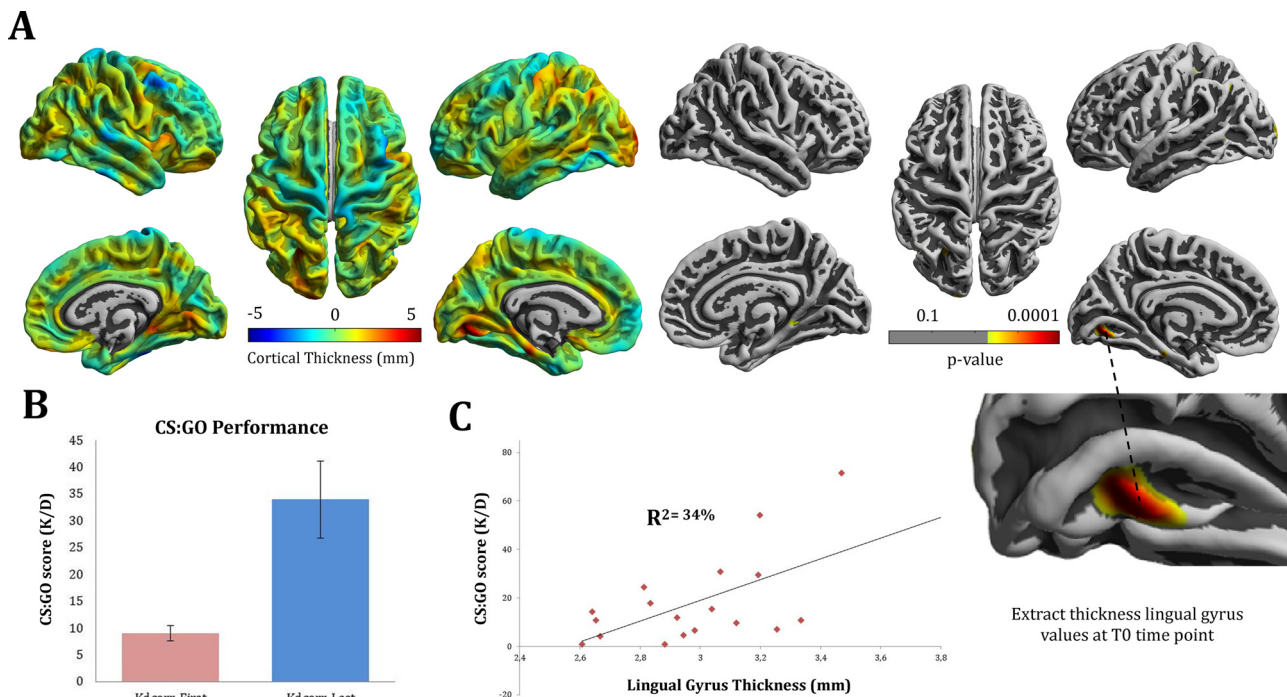 A
-5 0 5
Cortical Thickness (mm)
0.1 0.0001
p-value
B
CS:GO Performance
CS:GO score (K/D)
45
40
35
30
25
20
15
10
5
0
C
CS:GO score (K/D)
80
60
40
20
0
-20
R²= 34%
2,4 2,6 2,8 3 3,2 3,4 3,6 3,8
Lingual Gyrus Thickness (mm)
Extract thickness lingual gyrus
values at T0 time point